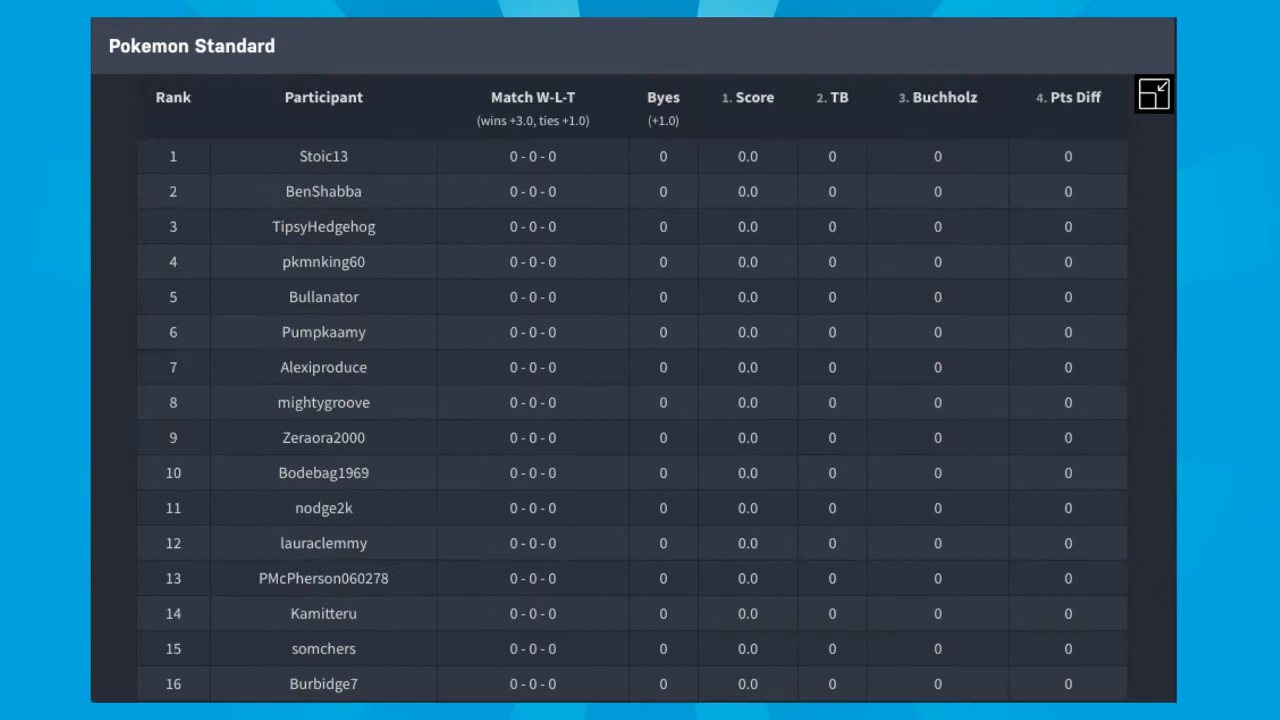 Pokemon Standard
Rank Participant Match W-L-T Byes 1. Score 2. TB 3. Buchholz 4. Pts Diff
(wins +3.0, ties +1.0) (+1.0)
1 Stoic13 0 - 0 - 0 0 0.0 0 0 0
2 BenShabba 0 - 0 - 0 0 0.0 0 0 0
3 TipsyHedgehog 0 - 0 - 0 0 0.0 0 0 0
4 pkmnking60 0 - 0 - 0 0 0.0 0 0 0
5 Bullanator 0 - 0 - 0 0 0.0 0 0 0
6 Pumpkaamy 0 - 0 - 0 0 0.0 0 0 0
7 Alexiproduce 0 - 0 - 0 0 0.0 0 0 0
8 mightygroove 0 - 0 - 0 0 0.0 0 0 0
9 Zeraora2000 0 - 0 - 0 0 0.0 0 0 0
10 Bodebag1969 0 - 0 - 0 0 0.0 0 0 0
11 nodge2k 0 - 0 - 0 0 0.0 0 0 0
12 lauraclemmy 0 - 0 - 0 0 0.0 0 0 0
13 PMcPherson060278 0 - 0 - 0 0 0.0 0 0 0
14 Kamitteru 0 - 0 - 0 0 0.0 0 0 0
15 somchers 0 - 0 - 0 0 0.0 0 0 0
16 Burbidge7 0 - 0 - 0 0 0.0 0 0 0